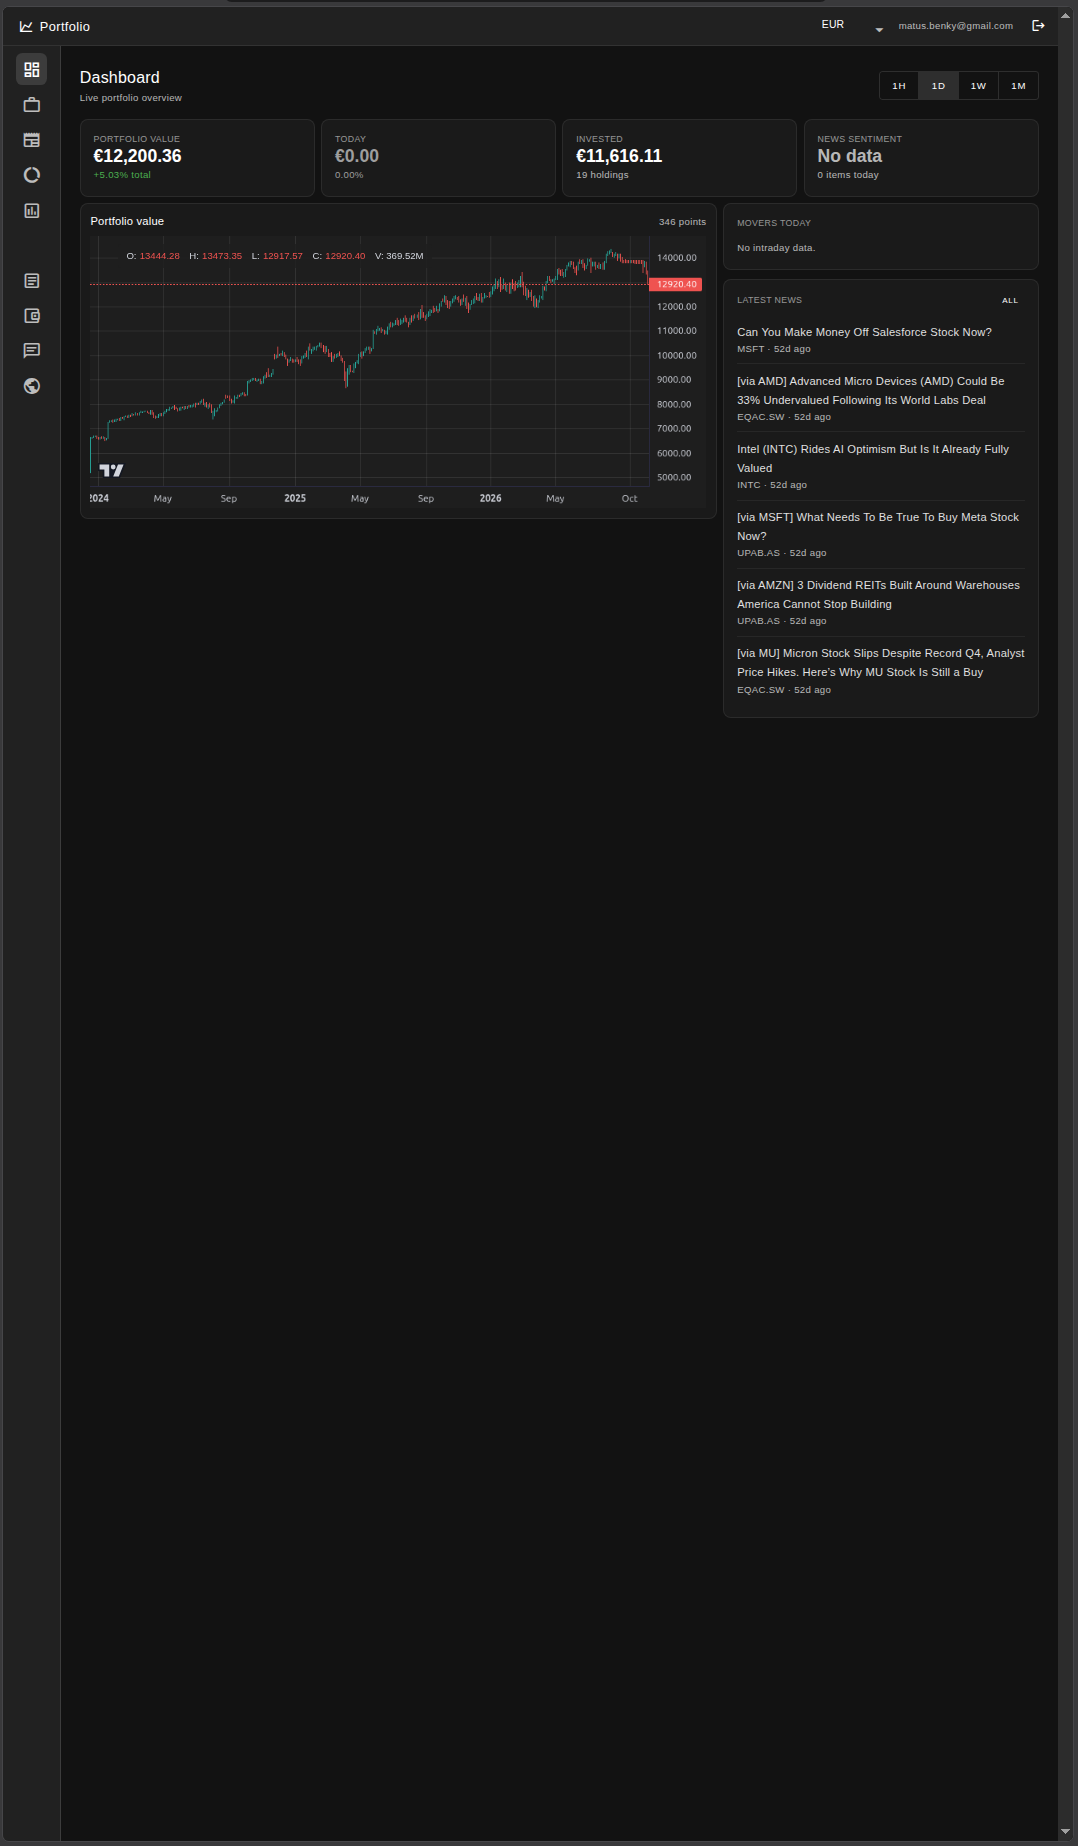 Portfolio
EUR
matus.benky@gmail.com
Dashboard
Live portfolio overview
1H
1D
1W
1M
PORTFOLIO VALUE
€12,200.36
+5.03% total
TODAY
€0.00
0.00%
INVESTED
€11,616.11
19 holdings
NEWS SENTIMENT
No data
0 items today
Portfolio value
346 points
O: 13444.28 H: 13473.35 L: 12917.57 C: 12920.40 V: 369.52M
14000.00
12920.40
12000.00
11000.00
10000.00
9000.00
8000.00
7000.00
6000.00
5000.00
2024 May Sep 2025 May Sep 2026 May Oct
MOVERS TODAY
No intraday data.
LATEST NEWS
ALL
Can You Make Money Off Salesforce Stock Now?
MSFT · 52d ago
[via AMD] Advanced Micro Devices (AMD) Could Be
33% Undervalued Following Its World Labs Deal
EQAC.SW · 52d ago
Intel (INTC) Rides AI Optimism But Is It Already Fully
Valued
INTC · 52d ago
[via MSFT] What Needs To Be True To Buy Meta Stock
Now?
UPAB.AS · 52d ago
[via AMZN] 3 Dividend REITs Built Around Warehouses
America Cannot Stop Building
UPAB.AS · 52d ago
[via MU] Micron Stock Slips Despite Record Q4, Analyst
Price Hikes. Here's Why MU Stock Is Still a Buy
EQAC.SW · 52d ago